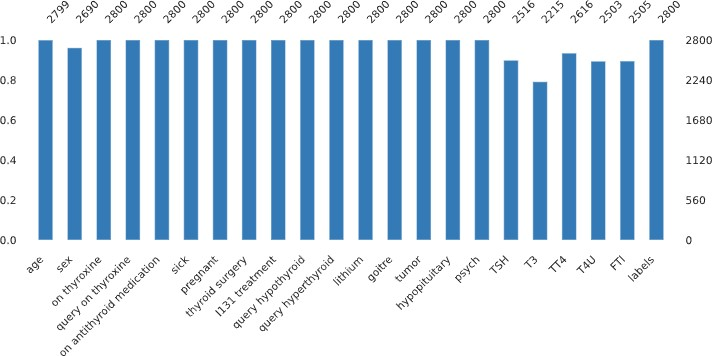 2799 2690 2800 2800 2800 2800 2800 2800 2800 2800 2800 2800 2800 2800 2800 2800 2516 2215 2616 2503 2505 2800
1.0 2800
0.8 2240
0.6 1680
0.4 1120
0.2 560
0.0 0
age
sex
on thyroxine
query on thyroxine
on antithyroid medication
sick
pregnant
thyroid surgery
I131 treatment
query hypothyroid
query hyperthyroid
lithium
goitre
tumor
hypopituitary
psych
TSH
T3
TT4
T4U
FTI
labels